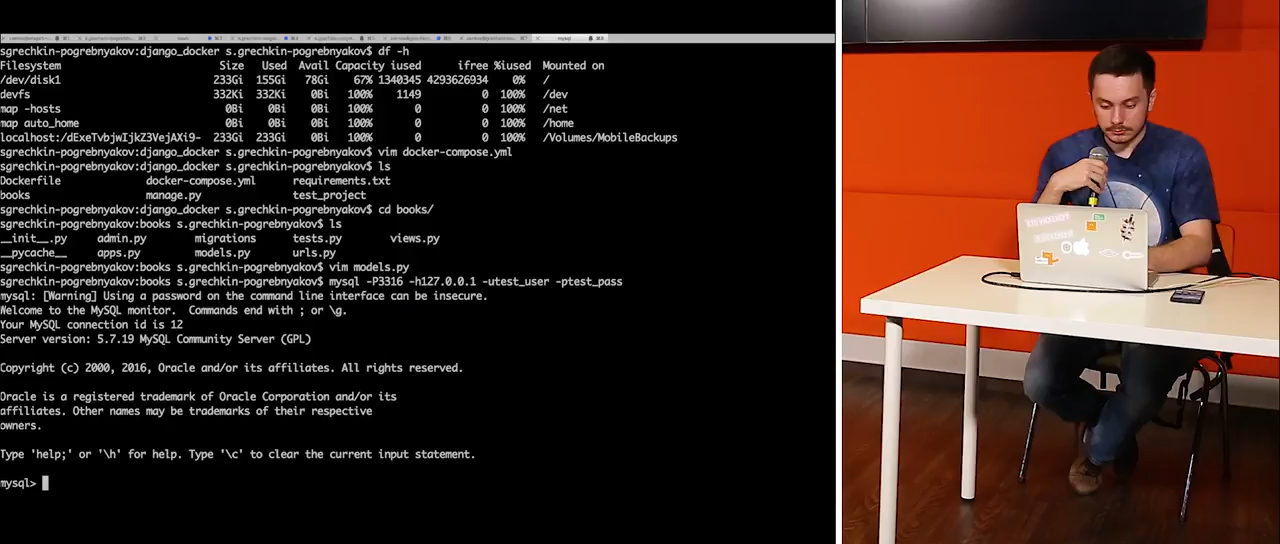 sgrechkin-pogrebnyakov:django_docker s.grechkin-pogrebnyakov$ df -h
Filesystem Size Used Avail Capacity iused ifree %iused Mounted on
/dev/disk1 233Gi 155Gi 78Gi 67% 1340345 4293626934 0% /
devfs 332Ki 332Ki 0Bi 100% 1149 0 100% /dev
map -hosts 0Bi 0Bi 0Bi 100% 0 0 100% /net
map auto_home 0Bi 0Bi 0Bi 100% 0 0 100% /home
localhost:/dExeTvbjwIjkZ3VejAXi9- 233Gi 233Gi 0Bi 100% 0 0 100% /Volumes/MobileBackups
sgrechkin-pogrebnyakov:django_docker s.grechkin-pogrebnyakov$ vim docker-compose.yml
sgrechkin-pogrebnyakov:django_docker s.grechkin-pogrebnyakov$ ls
Dockerfile docker-compose.yml requirements.txt
books manage.py test_project
sgrechkin-pogrebnyakov:django_docker s.grechkin-pogrebnyakov$ cd books/
sgrechkin-pogrebnyakov:books s.grechkin-pogrebnyakov$ ls
__init__.py admin.py migrations tests.py views.py
__pycache__ apps.py models.py urls.py
sgrechkin-pogrebnyakov:books s.grechkin-pogrebnyakov$ vim models.py
sgrechkin-pogrebnyakov:books s.grechkin-pogrebnyakov$ mysql -P3316 -h127.0.0.1 -utest_user -ptest_pass
mysql: [Warning] Using a password on the command line interface can be insecure.
Welcome to the MySQL monitor.  Commands end with ; or \g.
Your MySQL connection id is 12
Server version: 5.7.19 MySQL Community Server (GPL)
Copyright (c) 2000, 2016, Oracle and/or its affiliates. All rights reserved.
Oracle is a registered trademark of Oracle Corporation and/or its
affiliates. Other names may be trademarks of their respective
owners.
Type 'help;' or '\h' for help. Type '\c' to clear the current input statement.
mysql>